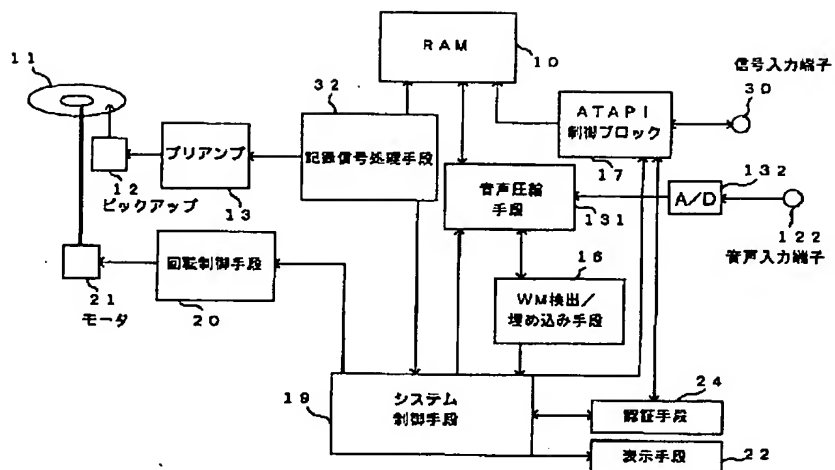 11
RAM
10
信号入力端子
30
32
ATAPI
制御ブロック
17
プリアンプ
記録信号処理手段
12
13
ピックアップ
音声圧縮
手段
131
A/D
132
122
音声入力端子
回転制御手段
20
21
モータ
16
WM検出/
埋め込み手段
19
システム
制御手段
24
認証手段
表示手段
22